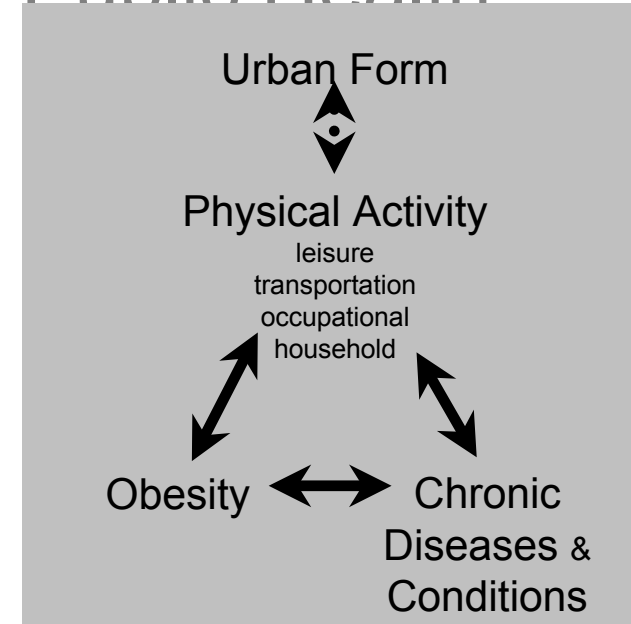 Urban Form
Physical Activity
leisure
transportation
occupational
household
Obesity
Chronic
Diseases &
Conditions